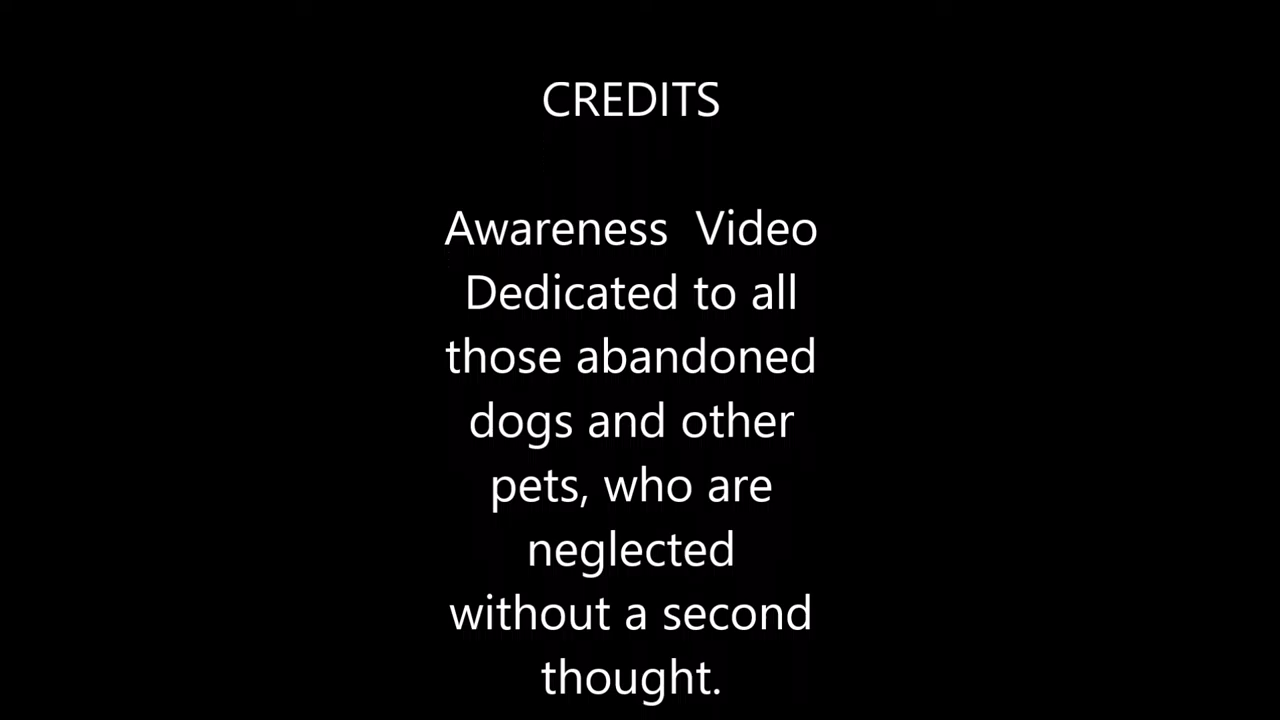 CREDITS
Awareness  Video
Dedicated to all
those abandoned
dogs and other
pets, who are
neglected
without a second
thought.